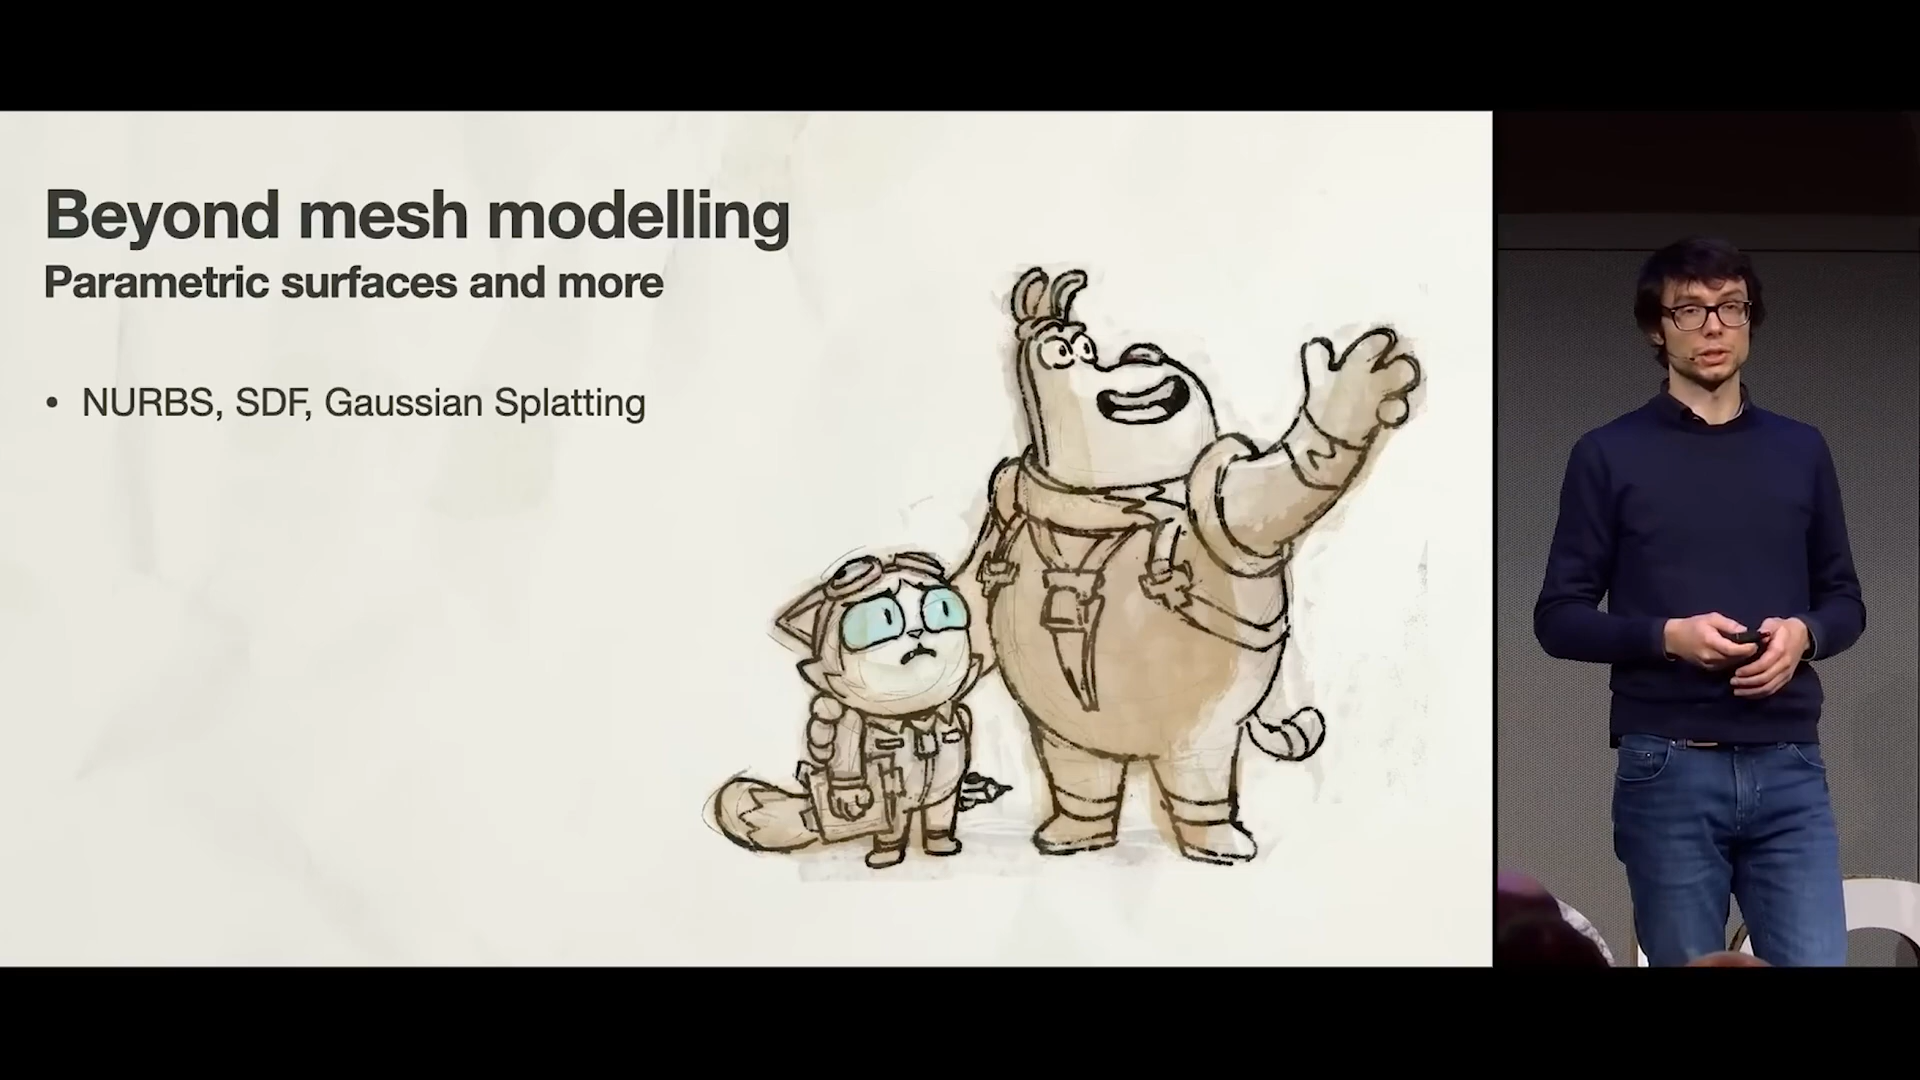 Beyond mesh modelling
Parametric surfaces and more
• NURBS, SDF, Gaussian Splatting